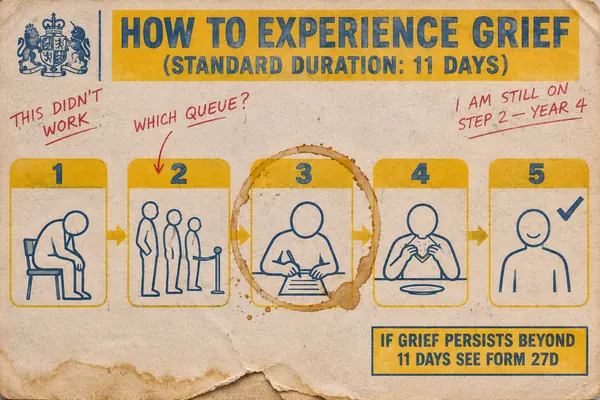 HOW TO EXPERIENCE GRIEF
(STANDARD DURATION: 11 DAYS)
THIS DIDN'T
WORK
WHICH QUEUE?
I AM STILL ON
STEP 2 – YEAR 4
1
2
3
4
5
IF GRIEF PERSISTS BEYOND
11 DAYS SEE FORM 27D